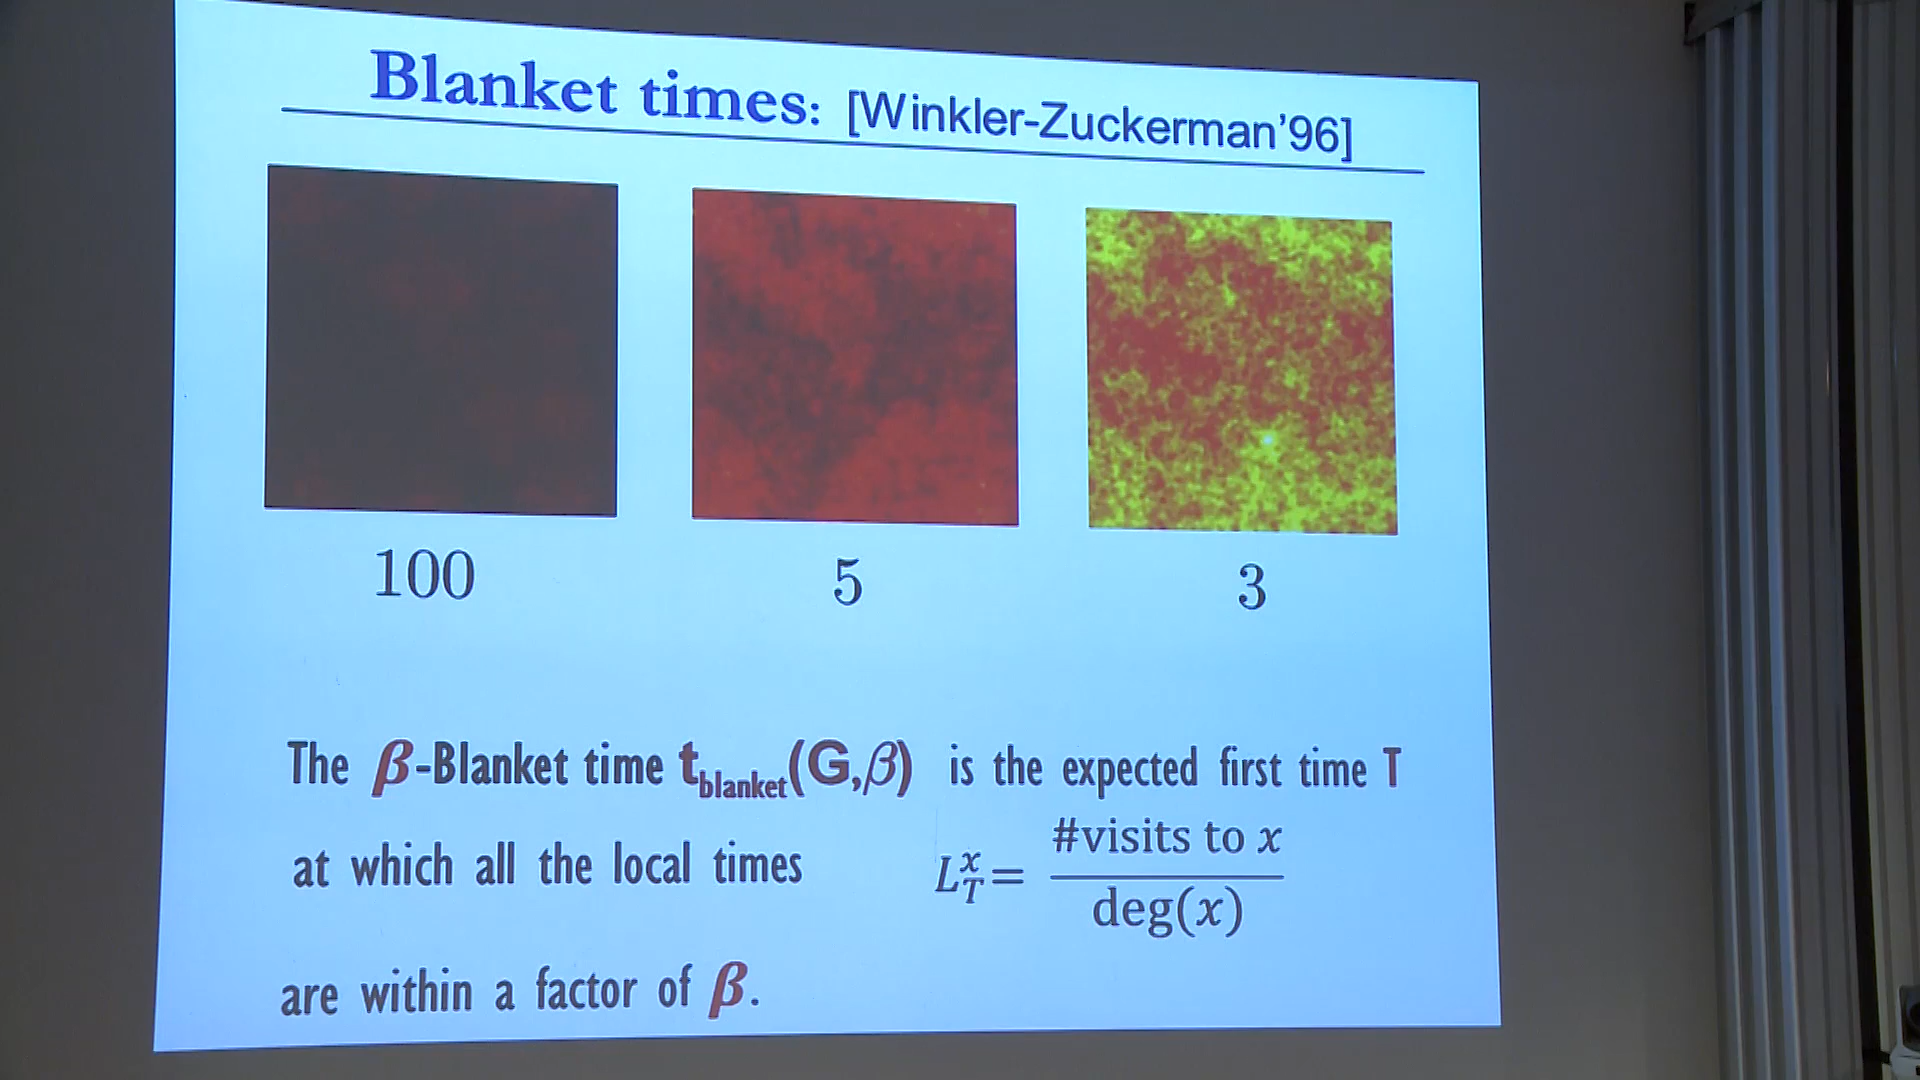 Blanket times: [Winkler-Zuckerman’96]
100
5
3
The β-Blanket time t_blanket(G,β) is the expected first time T
at which all the local times L_T^x = #visits to x / deg(x)
are within a factor of β.